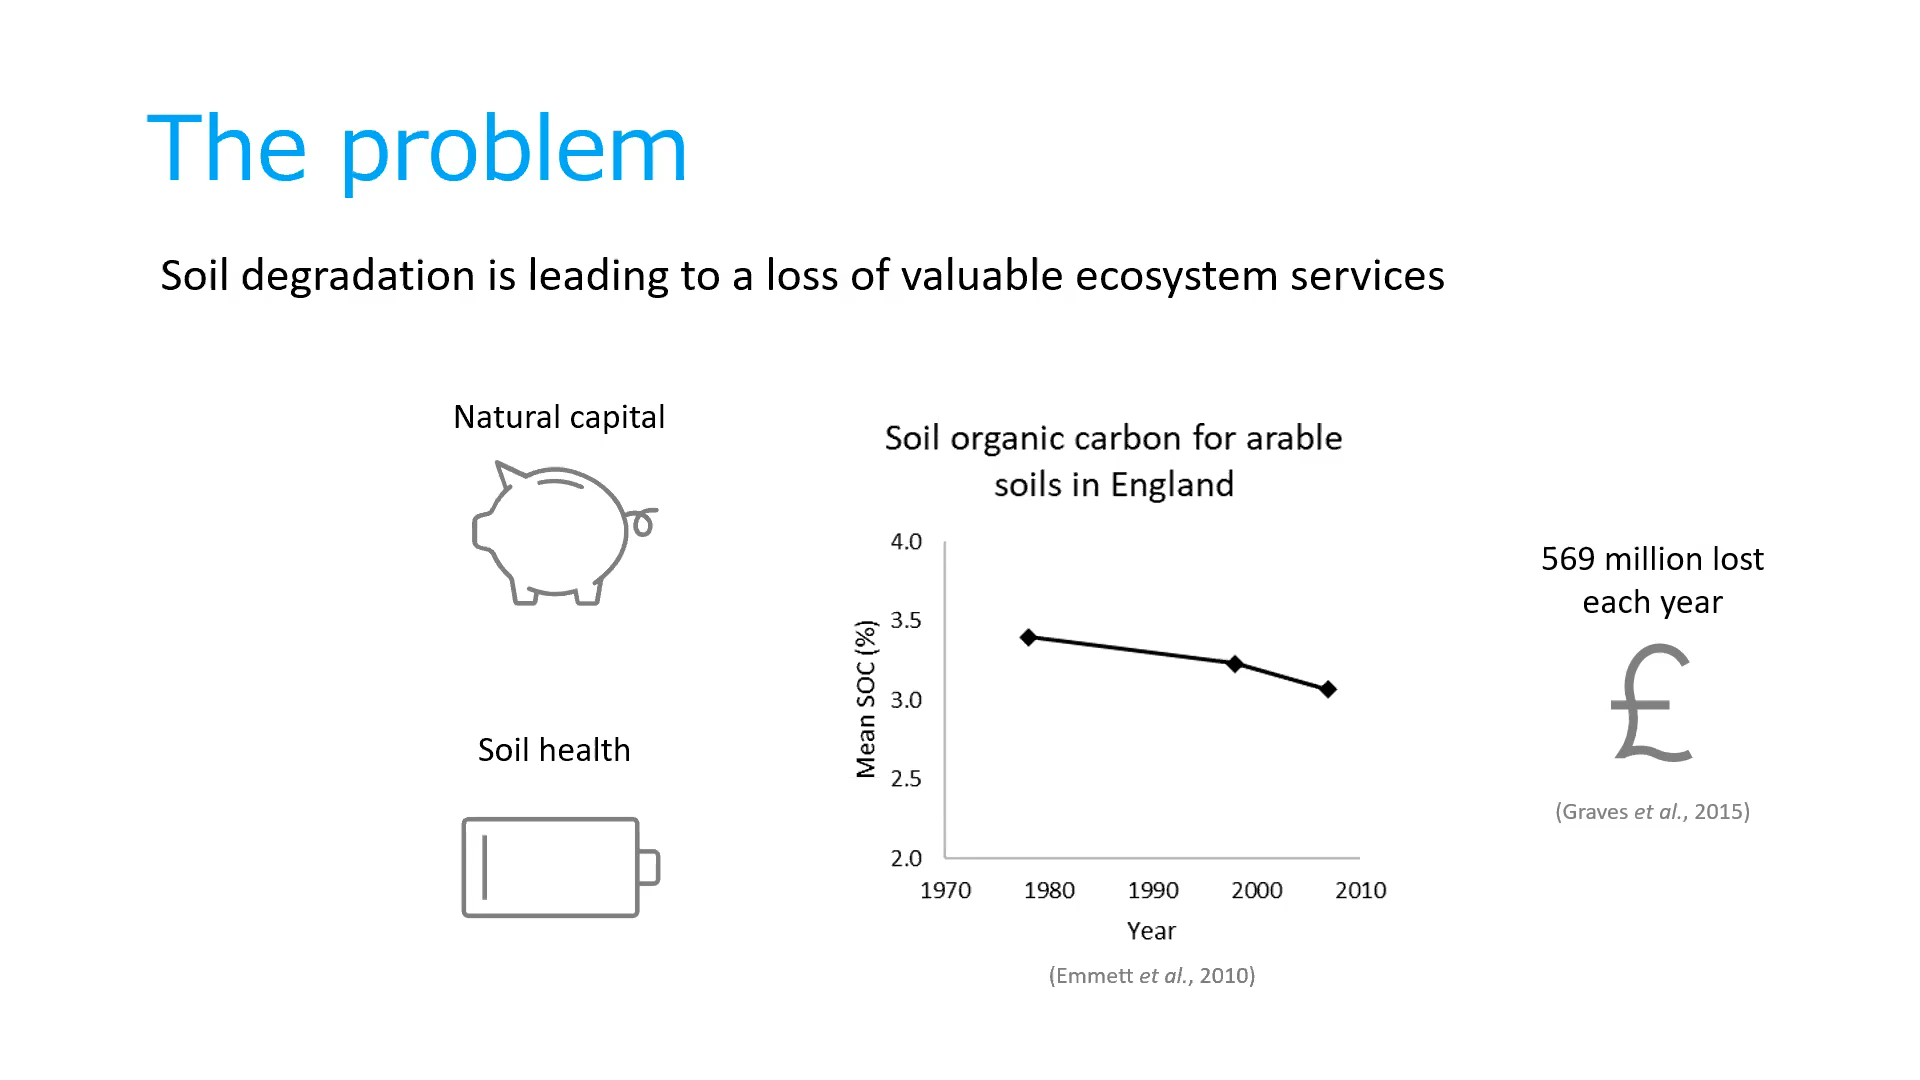 The problem
Soil degradation is leading to a loss of valuable ecosystem services
Natural capital
Soil health
Soil organic carbon for arable
soils in England
Mean SOC (%)
4.0
3.5
3.0
2.5
2.0
1970 1980 1990 2000 2010
Year
(Emmett et al., 2010)
569 million lost
each year
£
(Graves et al., 2015)